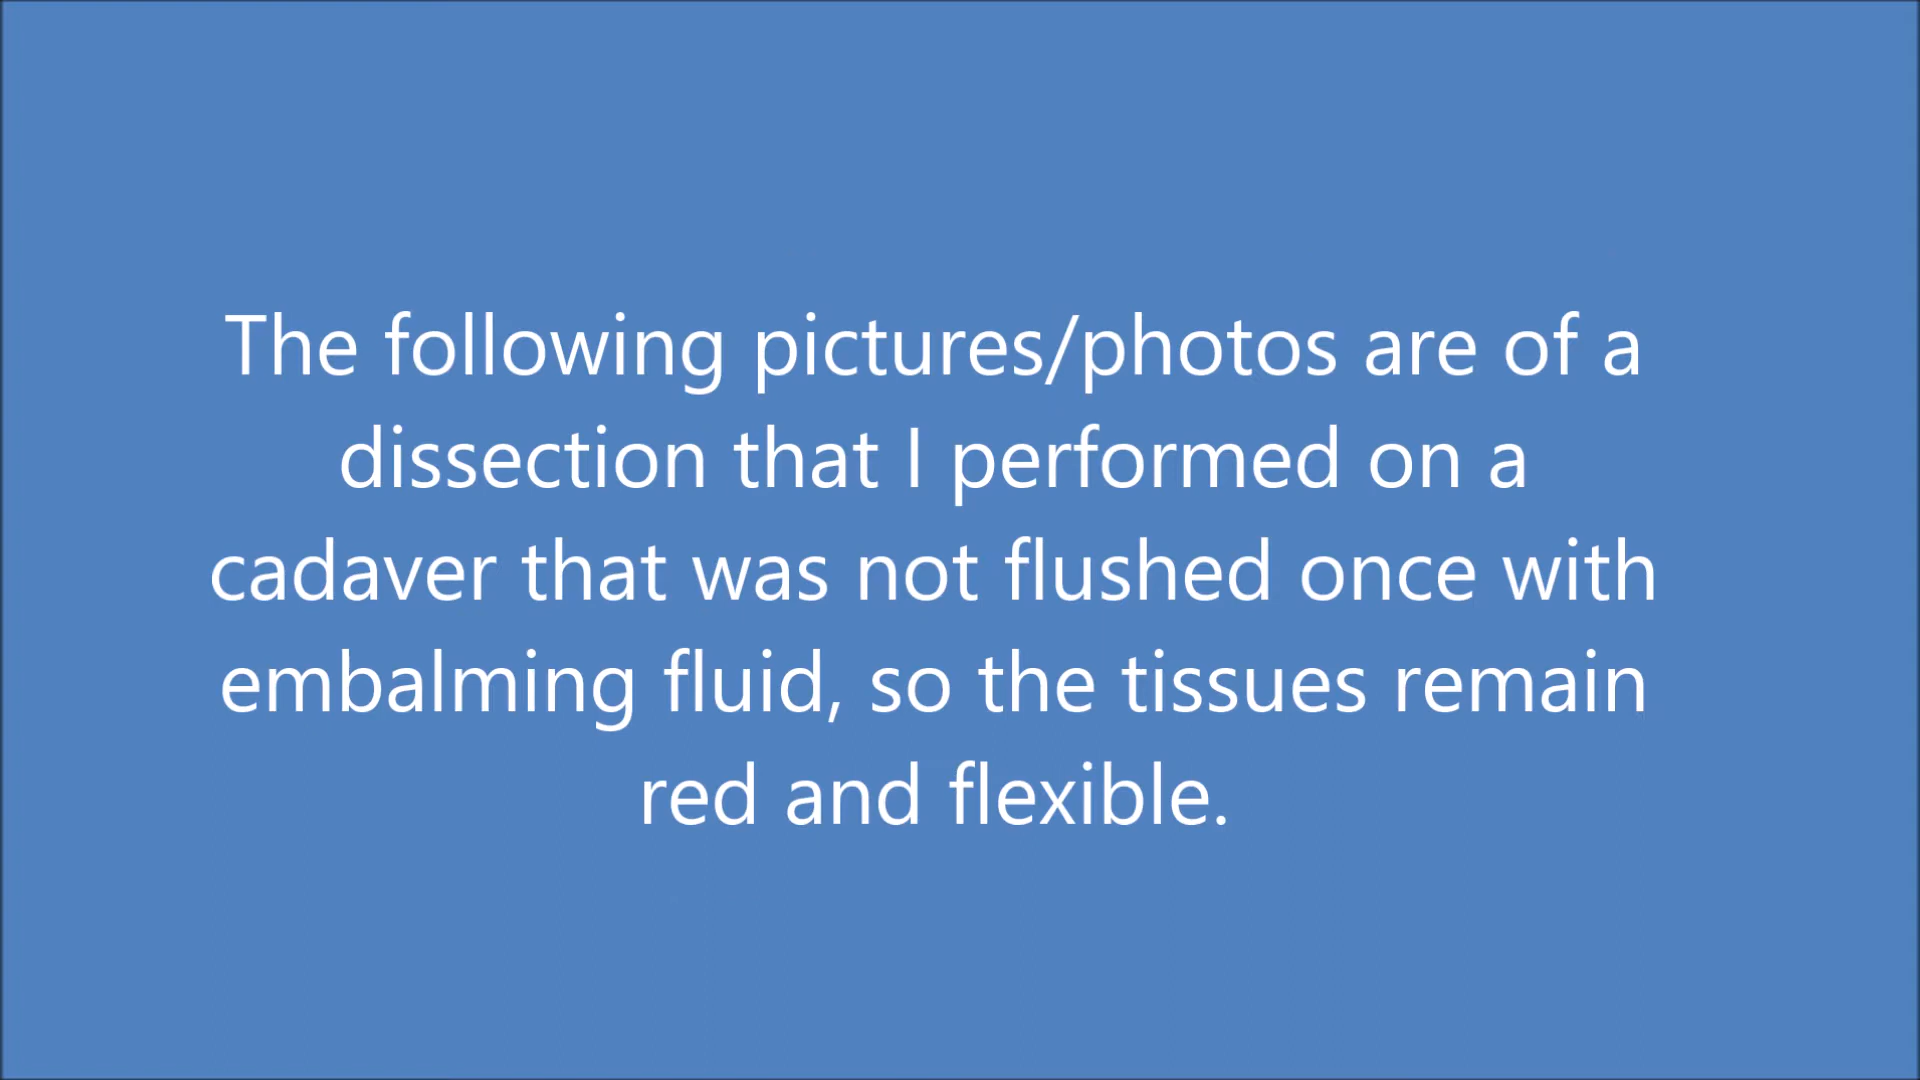 The following pictures/photos are of a
dissection that I performed on a
cadaver that was not flushed once with
embalming fluid, so the tissues remain
red and flexible.